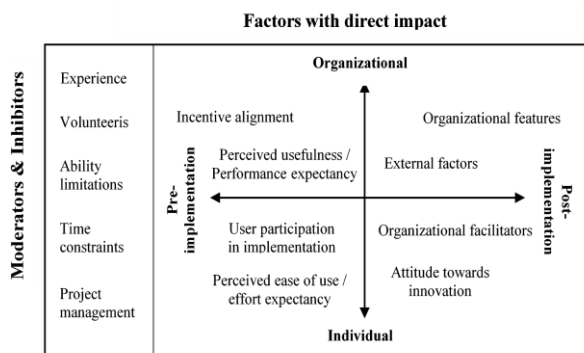 Factors with direct impact
Moderators & Inhibitors
Experience
Volunteeris
Ability
limitations
Time
constraints
Project
management
Organizational
Incentive alignment
Organizational features
Perceived usefulness /
Performance expectancy
External factors
Pre-
implementation
Post-
implementation
User participation
in implementation
Organizational facilitators
Perceived ease of use /
effort expectancy
Attitude towards
innovation
Individual